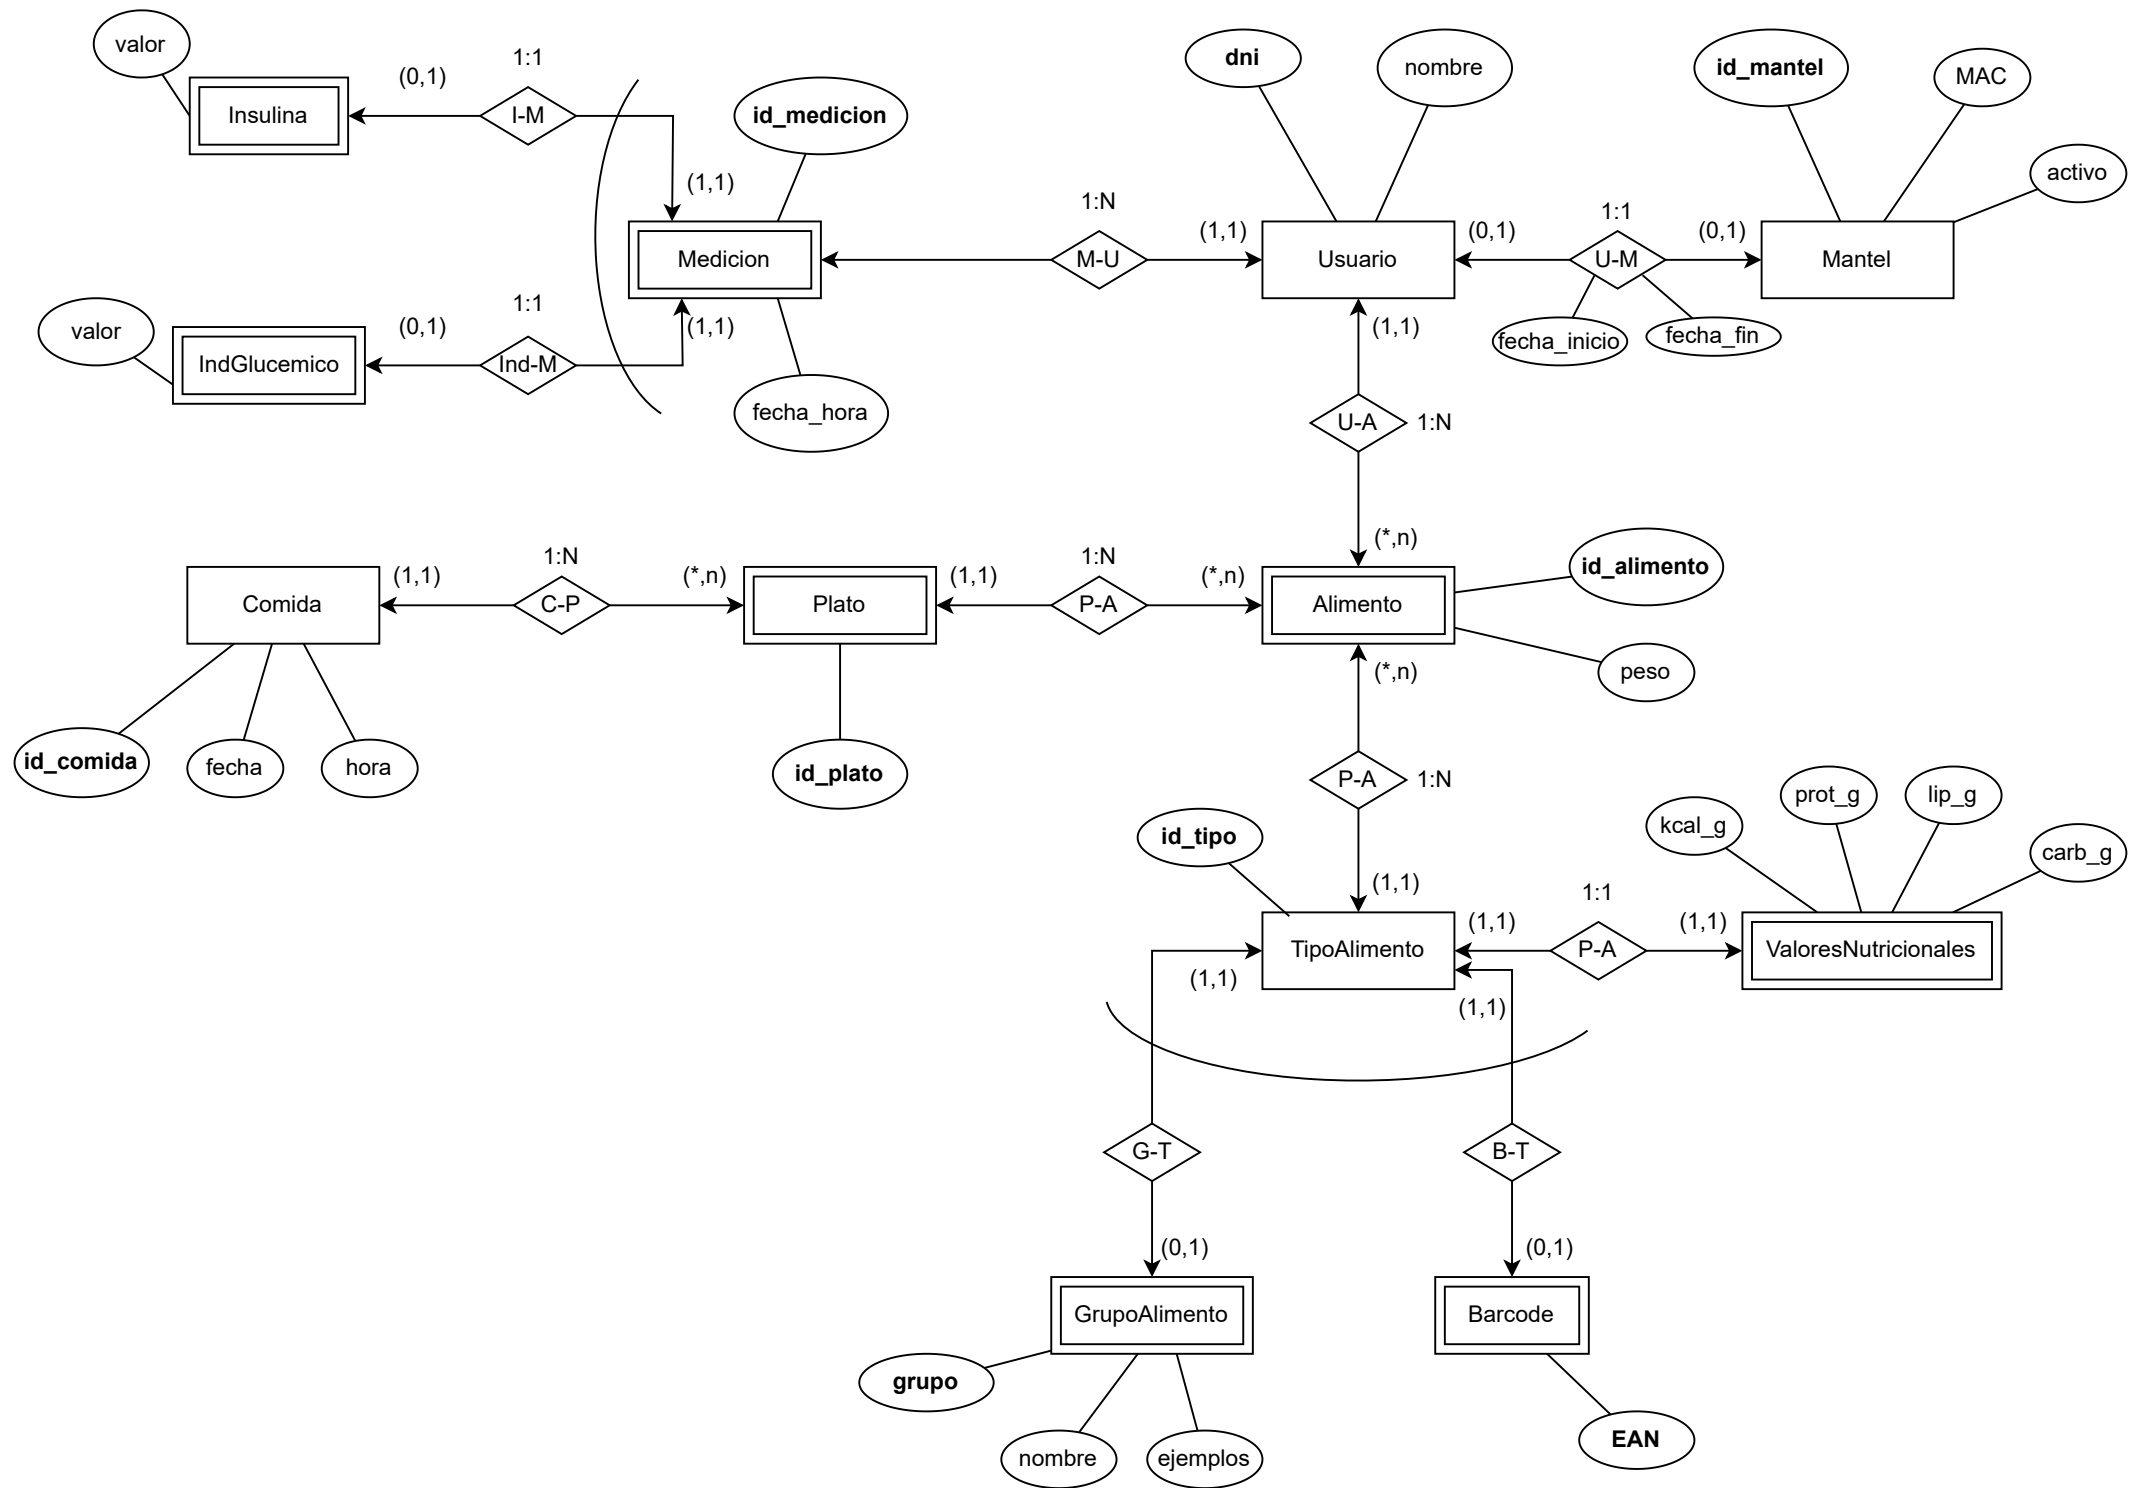 valor
1:1
(0,1)
Insulina
I-M
id_medicion
dni
nombre
id_mantel
MAC
activo
(1,1)
1:N
(1,1)
Medicion
M-U
Usuario
(0,1)
1:1
U-M
(0,1)
Mantel
fecha_inicio
fecha_fin
valor
1:1
(0,1)
IndGlucemico
Ind-M
(1,1)
fecha_hora
(1,1)
U-A
1:N
(*,n)
Comida
(1,1)
1:N
C-P
(*,n)
Plato
(1,1)
1:N
P-A
(*,n)
Alimento
id_alimento
peso
id_comida
fecha
hora
id_plato
(*,n)
P-A
1:N
(1,1)
id_tipo
TipoAlimento
(1,1)
1:1
P-A
(1,1)
ValoresNutricionales
kcal_g
prot_g
lip_g
carb_g
(1,1)
(1,1)
G-T
B-T
(0,1)
(0,1)
GrupoAlimento
Barcode
grupo
nombre
ejemplos
EAN